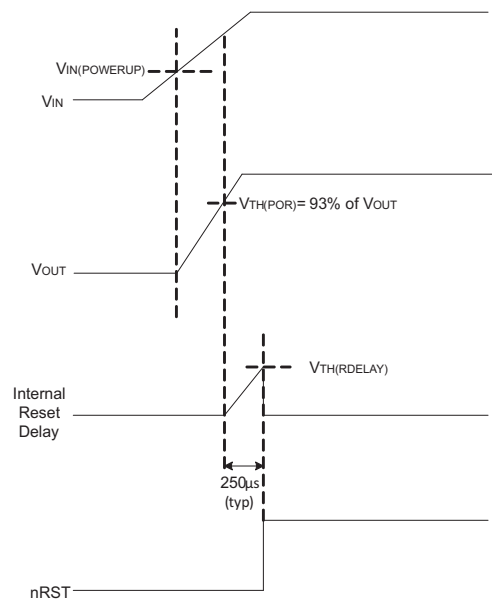 VIN(POWERUP)
VIN
VTH(POR)= 93% of VOUT
VOUT
VTH(RDELAY)
Internal
Reset
Delay
250µs
(typ)
nRST